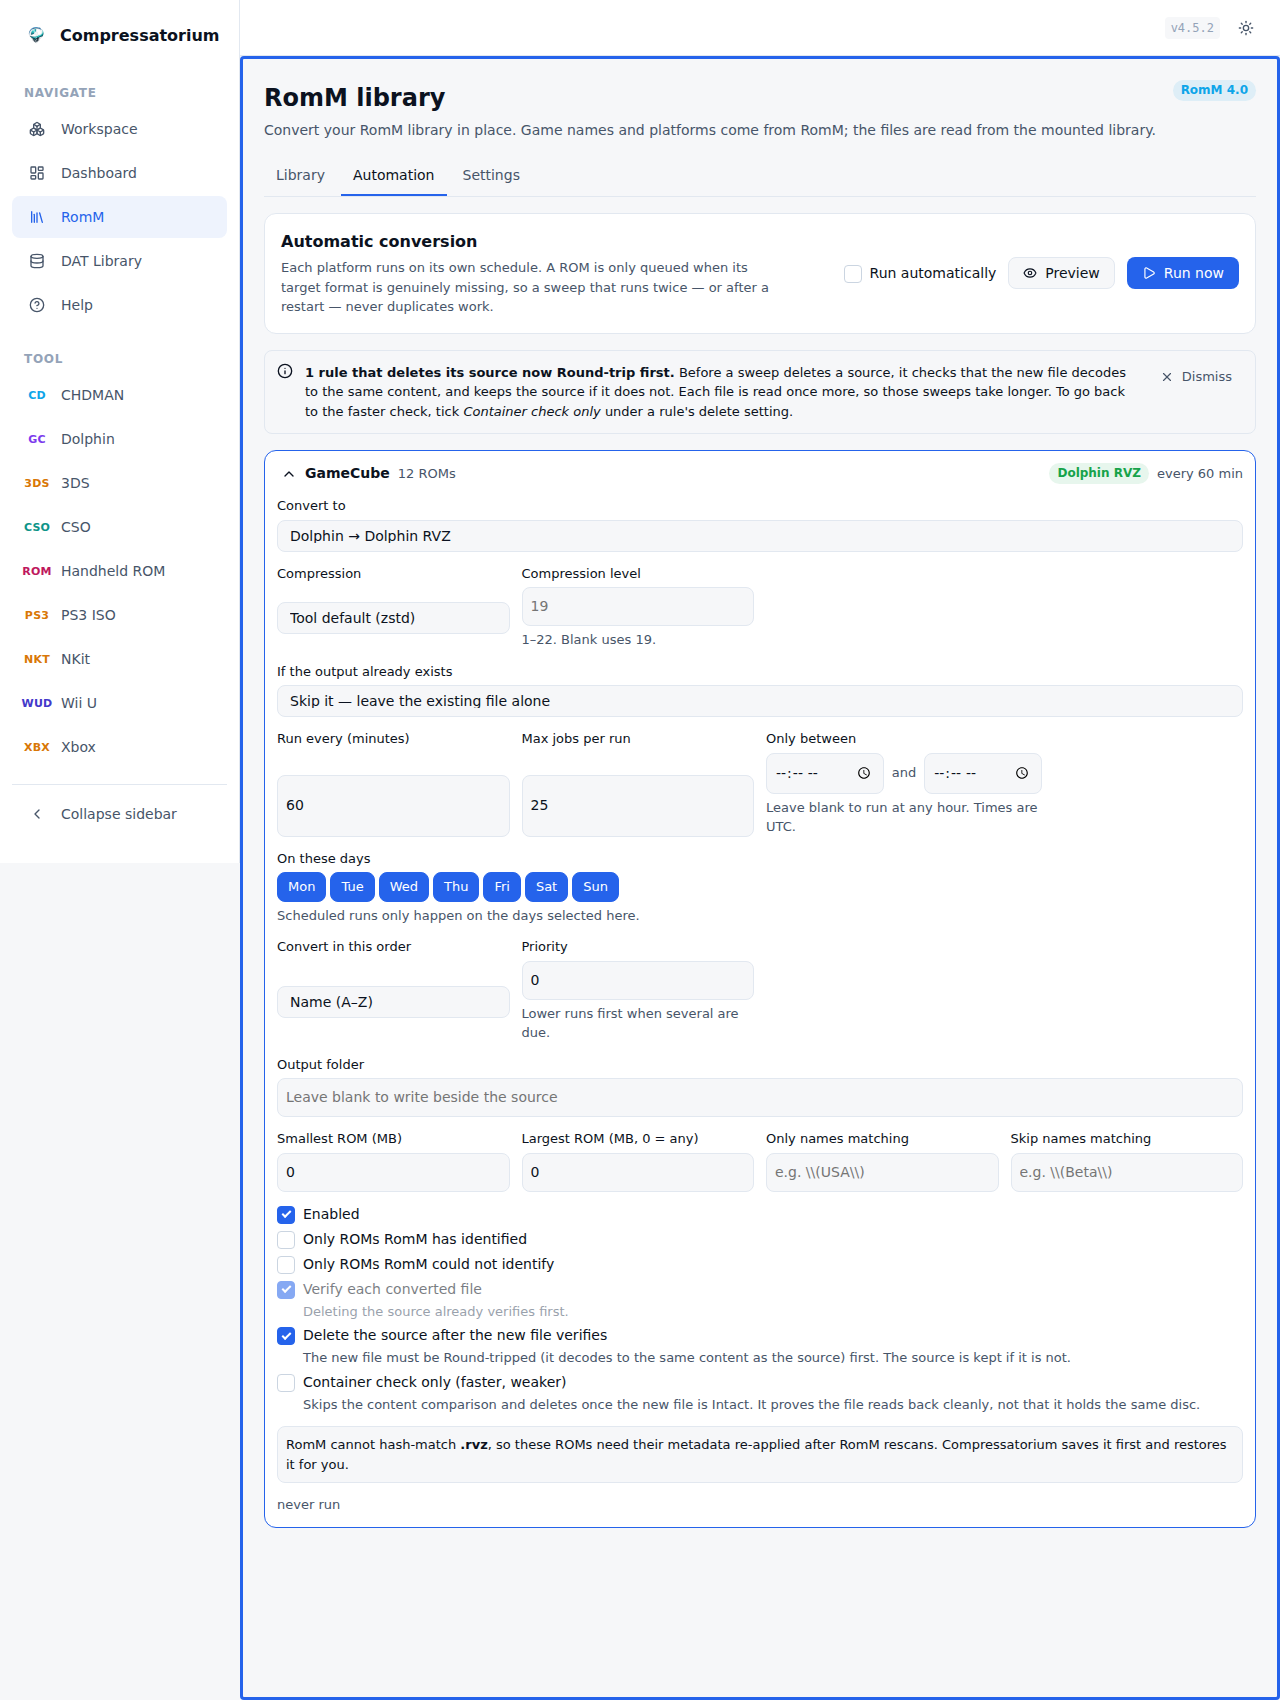 Compressatorium
v4.5.2
NAVIGATE
Workspace
Dashboard
RomM
DAT Library
Help
TOOL
CD CHDMAN
GC Dolphin
3DS 3DS
CSO CSO
ROM Handheld ROM
PS3 PS3 ISO
NKT NKit
WUD Wii U
XBX Xbox
Collapse sidebar
RomM library
RomM 4.0
Convert your RomM library in place. Game names and platforms come from RomM; the files are read from the mounted library.
Library Automation Settings
Automatic conversion
Each platform runs on its own schedule. A ROM is only queued when its
target format is genuinely missing, so a sweep that runs twice — or after a
restart — never duplicates work.
Run automatically Preview Run now
1 rule that deletes its source now Round-trip first. Before a sweep deletes a source, it checks that the new file decodes
to the same content, and keeps the source if it does not. Each file is read once more, so those sweeps take longer. To go back
to the faster check, tick Container check only under a rule's delete setting.
Dismiss
GameCube 12 ROMs
Dolphin RVZ every 60 min
Convert to
Dolphin → Dolphin RVZ
Compression Compression level
Tool default (zstd) 19
1–22. Blank uses 19.
If the output already exists
Skip it — leave the existing file alone
Run every (minutes) Max jobs per run Only between
60 25 --:-- -- and --:-- --
Leave blank to run at any hour. Times are
UTC.
On these days
Mon Tue Wed Thu Fri Sat Sun
Scheduled runs only happen on the days selected here.
Convert in this order Priority
Name (A–Z) 0
Lower runs first when several are
due.
Output folder
Leave blank to write beside the source
Smallest ROM (MB) Largest ROM (MB, 0 = any) Only names matching Skip names matching
0 0 e.g. \\(USA\\) e.g. \\(Beta\\)
Enabled
Only ROMs RomM has identified
Only ROMs RomM could not identify
Verify each converted file
Deleting the source already verifies first.
Delete the source after the new file verifies
The new file must be Round-tripped (it decodes to the same content as the source) first. The source is kept if it is not.
Container check only (faster, weaker)
Skips the content comparison and deletes once the new file is Intact. It proves the file reads back cleanly, not that it holds the same disc.
RomM cannot hash-match .rvz, so these ROMs need their metadata re-applied after RomM rescans. Compressatorium saves it first and restores
it for you.
never run